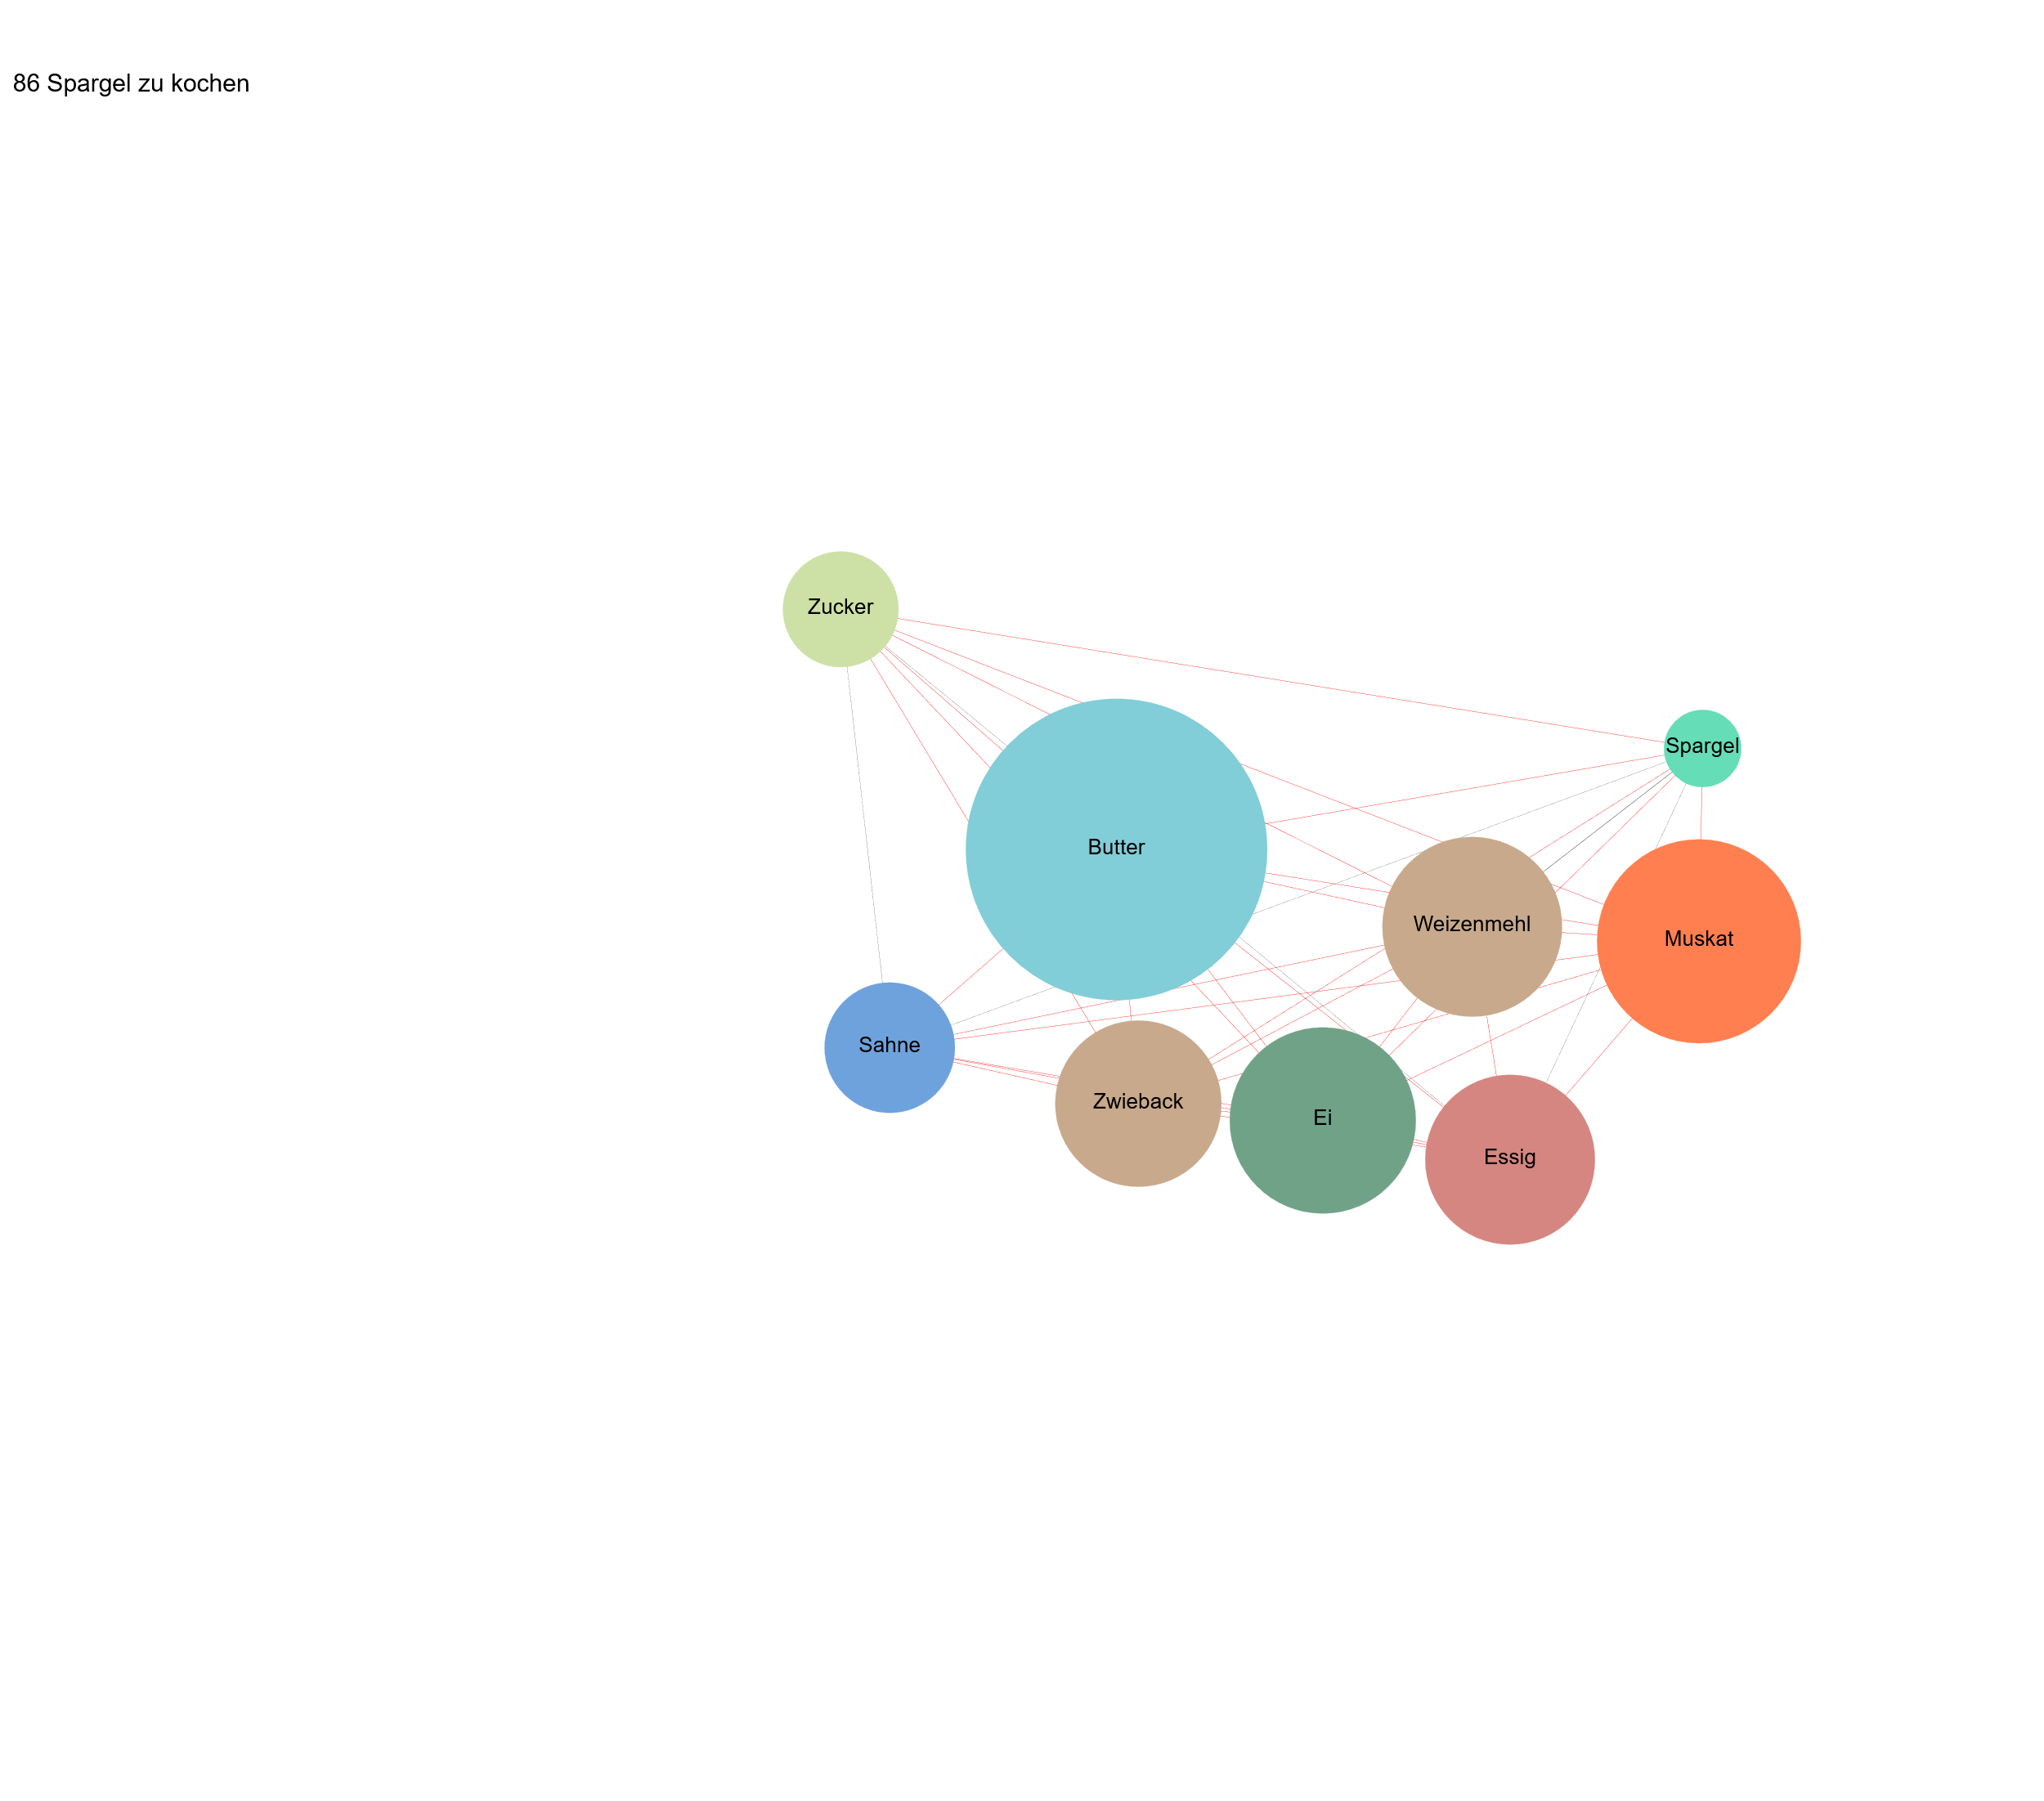 86 Spargel zu kochen
Zucker
Spargel
Butter
Weizenmehl
Muskat
Sahne
Zwieback
Ei
Essig